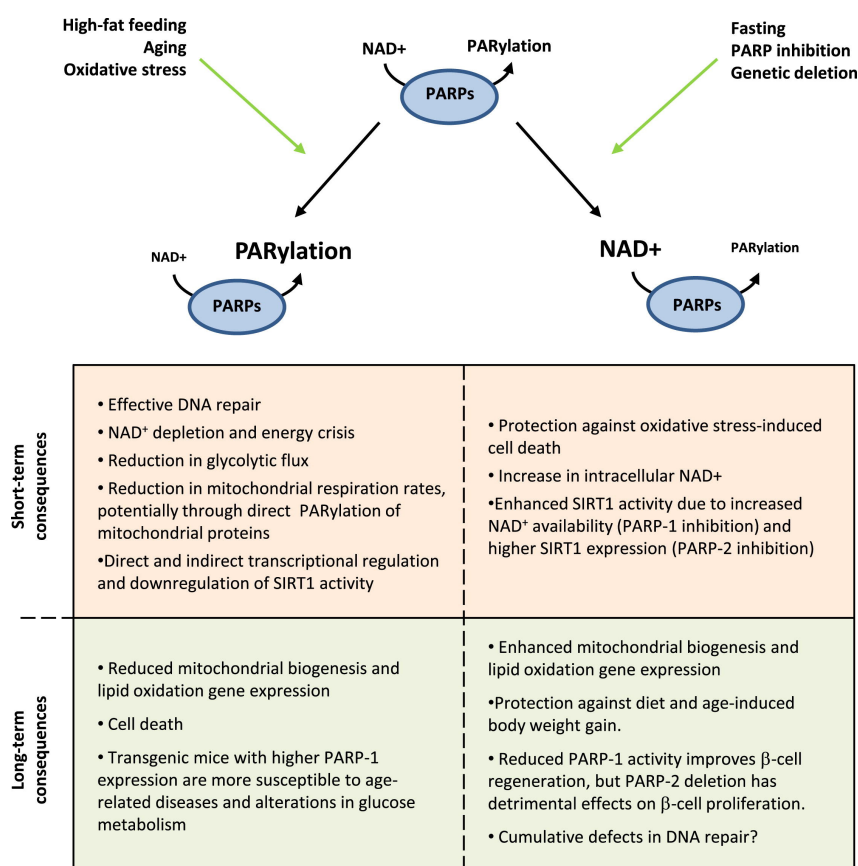 High-fat feeding
Aging
Oxidative stress
NAD+
PARylation
PARPs
Fasting
PARP inhibition
Genetic deletion
NAD+
PARylation
PARPs
NAD+
PARylation
PARPs
Short-term
consequences
• Effective DNA repair
• NAD⁺ depletion and energy crisis
• Reduction in glycolytic flux
• Reduction in mitochondrial respiration rates,
potentially through direct PARylation of
mitochondrial proteins
•Direct and indirect transcriptional regulation
and downregulation of SIRT1 activity
• Protection against oxidative stress-induced
cell death
• Increase in intracellular NAD+
•Enhanced SIRT1 activity due to increased
NAD⁺ availability (PARP-1 inhibition) and
higher SIRT1 expression (PARP-2 inhibition)
Long-term
consequences
• Reduced mitochondrial biogenesis and
lipid oxidation gene expression
• Cell death
• Transgenic mice with higher PARP-1
expression are more susceptible to age-
related diseases and alterations in glucose
metabolism
• Enhanced mitochondrial biogenesis and
lipid oxidation gene expression
•Protection against diet and age-induced
body weight gain.
• Reduced PARP-1 activity improves β-cell
regeneration, but PARP-2 deletion has
detrimental effects on β-cell proliferation.
• Cumulative defects in DNA repair?